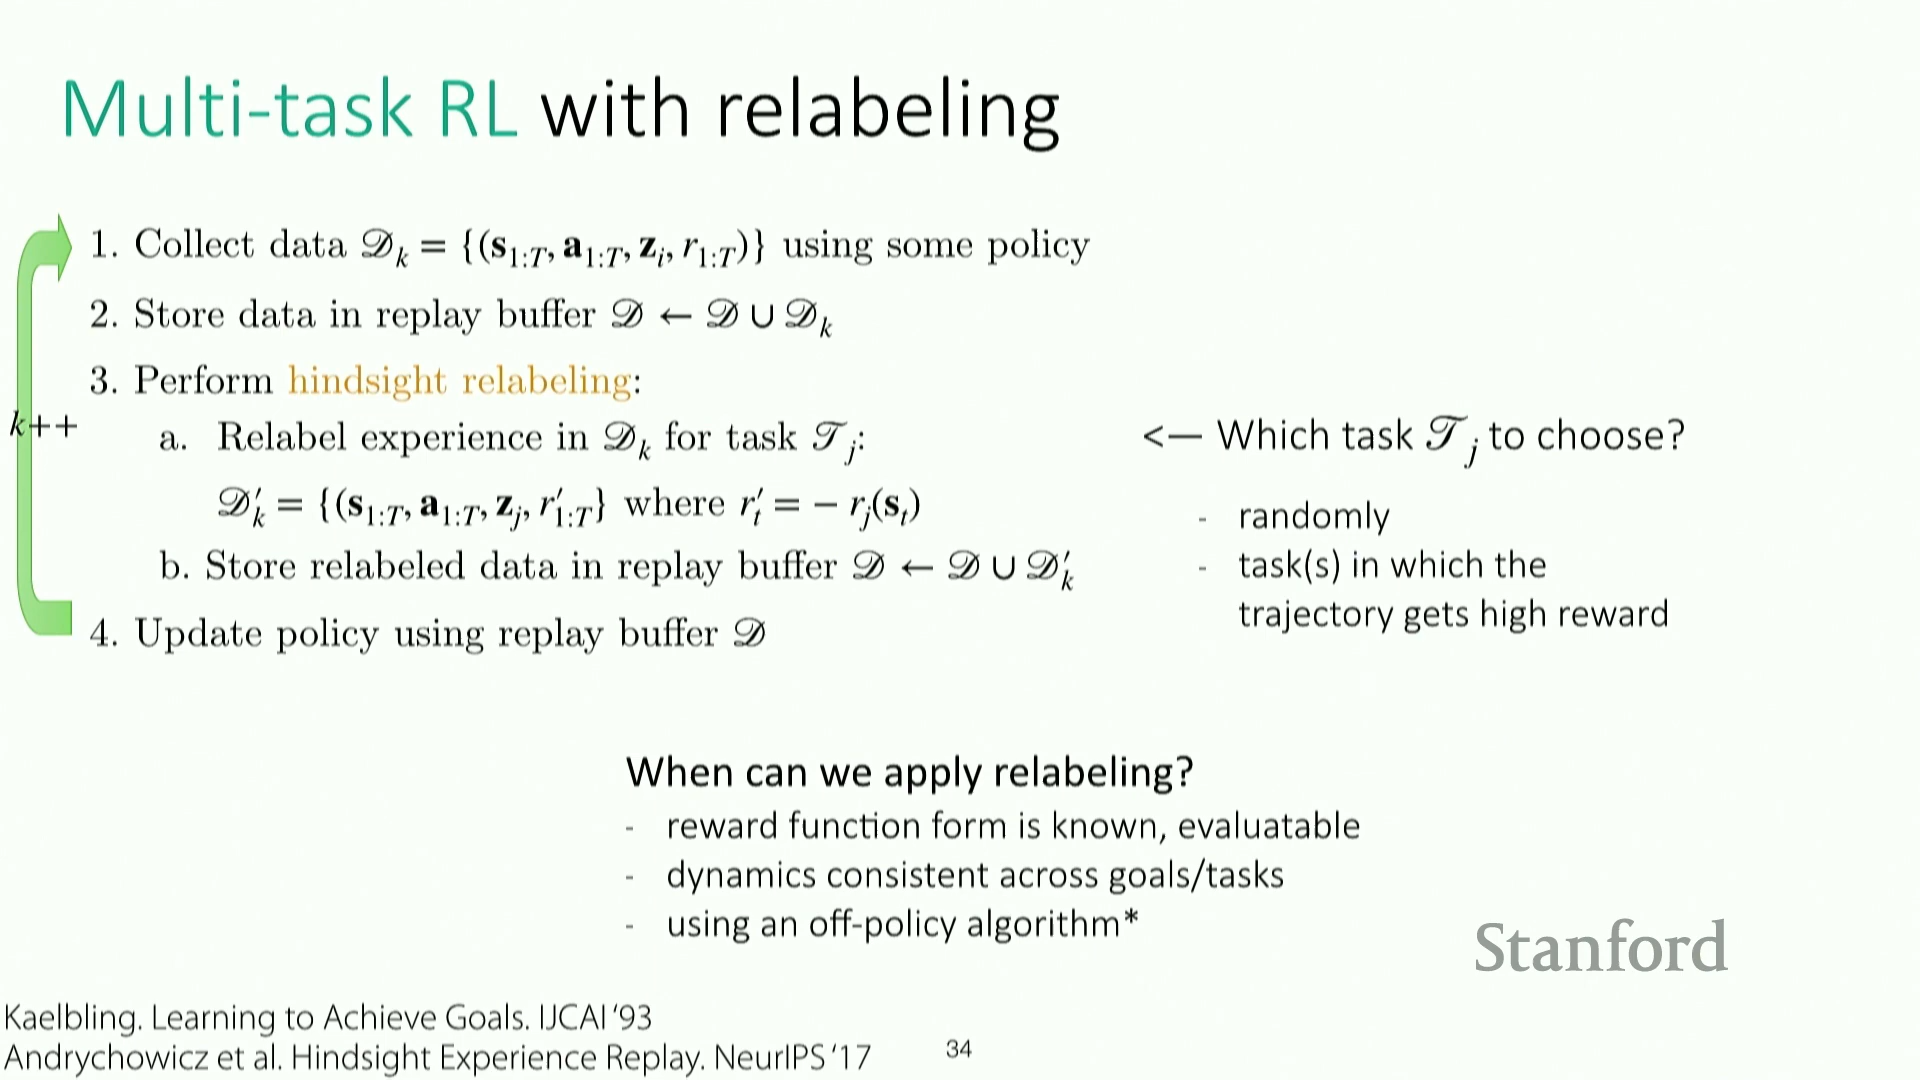 Multi-task RL with relabeling
1. Collect data 𝒟_k = {(s_{1:T}, a_{1:T}, z_i, r_{1:T})} using some policy
2. Store data in replay buffer 𝒟 ← 𝒟 ∪ 𝒟_k
3. Perform hindsight relabeling:
k++
a. Relabel experience in 𝒟_k for task 𝒯_j:
𝒟′_k = {(s_{1:T}, a_{1:T}, z_j, r′_{1:T}} where r′_t = − r_j(s_t)
b. Store relabeled data in replay buffer 𝒟 ← 𝒟 ∪ 𝒟′_k
4. Update policy using replay buffer 𝒟
<— Which task 𝒯_j to choose?
- randomly
- task(s) in which the
trajectory gets high reward
When can we apply relabeling?
- reward function form is known, evaluatable
- dynamics consistent across goals/tasks
- using an off-policy algorithm*
Stanford
Kaelbling. Learning to Achieve Goals. IJCAI ‘93
Andrychowicz et al. Hindsight Experience Replay. NeurIPS ‘17
34